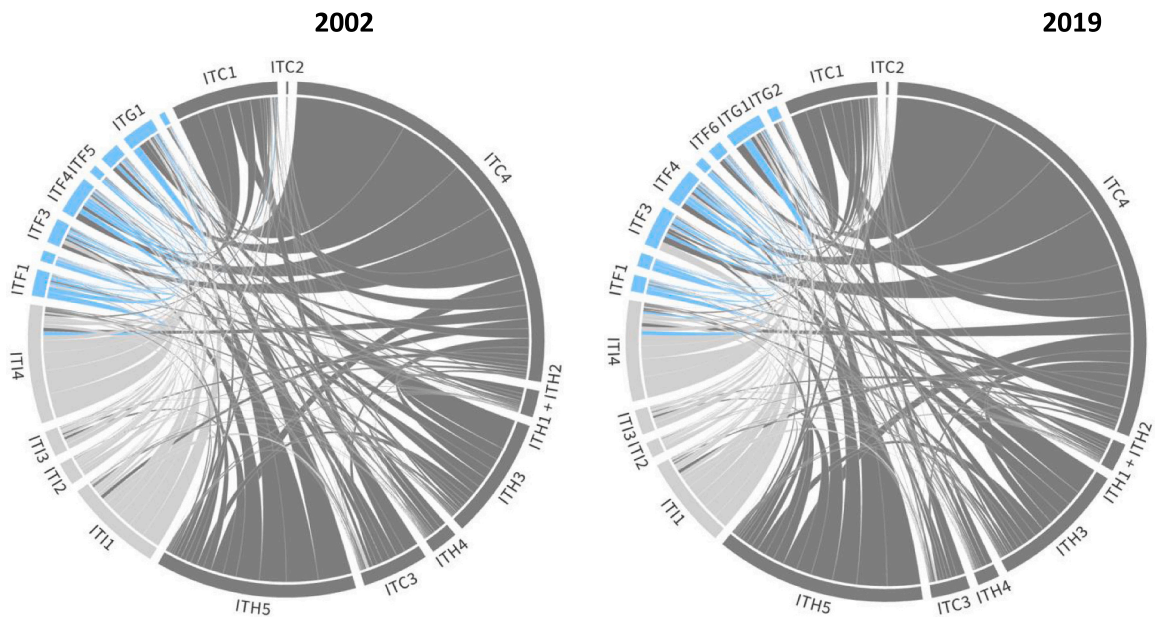 2002
2019
ITC1
ITC2
ITC4
ITH1 + ITH2
ITH3
ITH4
ITC3
ITH5
ITI1
ITI2
ITI3
ITI4
ITF1
ITF3
ITF4
ITF5
ITG1
ITC1
ITC2
ITC4
ITH1 + ITH2
ITH3
ITH4
ITC3
ITH5
ITI1
ITI2
ITI3
ITI4
ITF1
ITF3
ITF4
ITF6
ITG1
ITG2